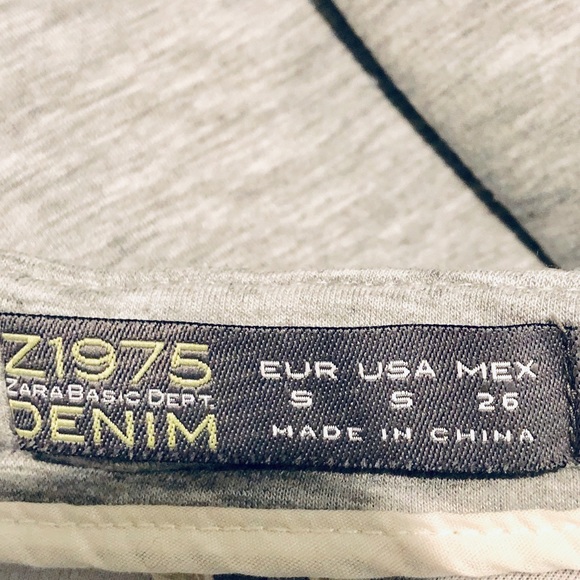 Z1975
ZARA BASIC DEPT.
DENIM
EUR USA MEX
S S 26
MADE IN CHINA